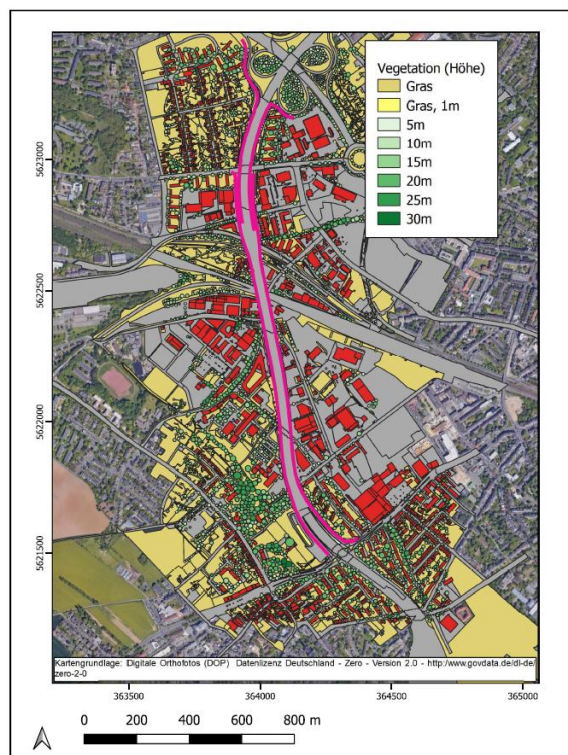 Vegetation (Höhe)
Gras
Gras, 1m
5m
10m
15m
20m
25m
30m
5623000
5622500
5622000
5621500
Kartengrundlage: Digitale Orthofotos (DOP) Datenlizenz Deutschland - Zero - Version 2.0 - http:/www.govdata.de/dl-de/
zero-2-0
363500 364000 364500 365000
0 200 400 600 800 m